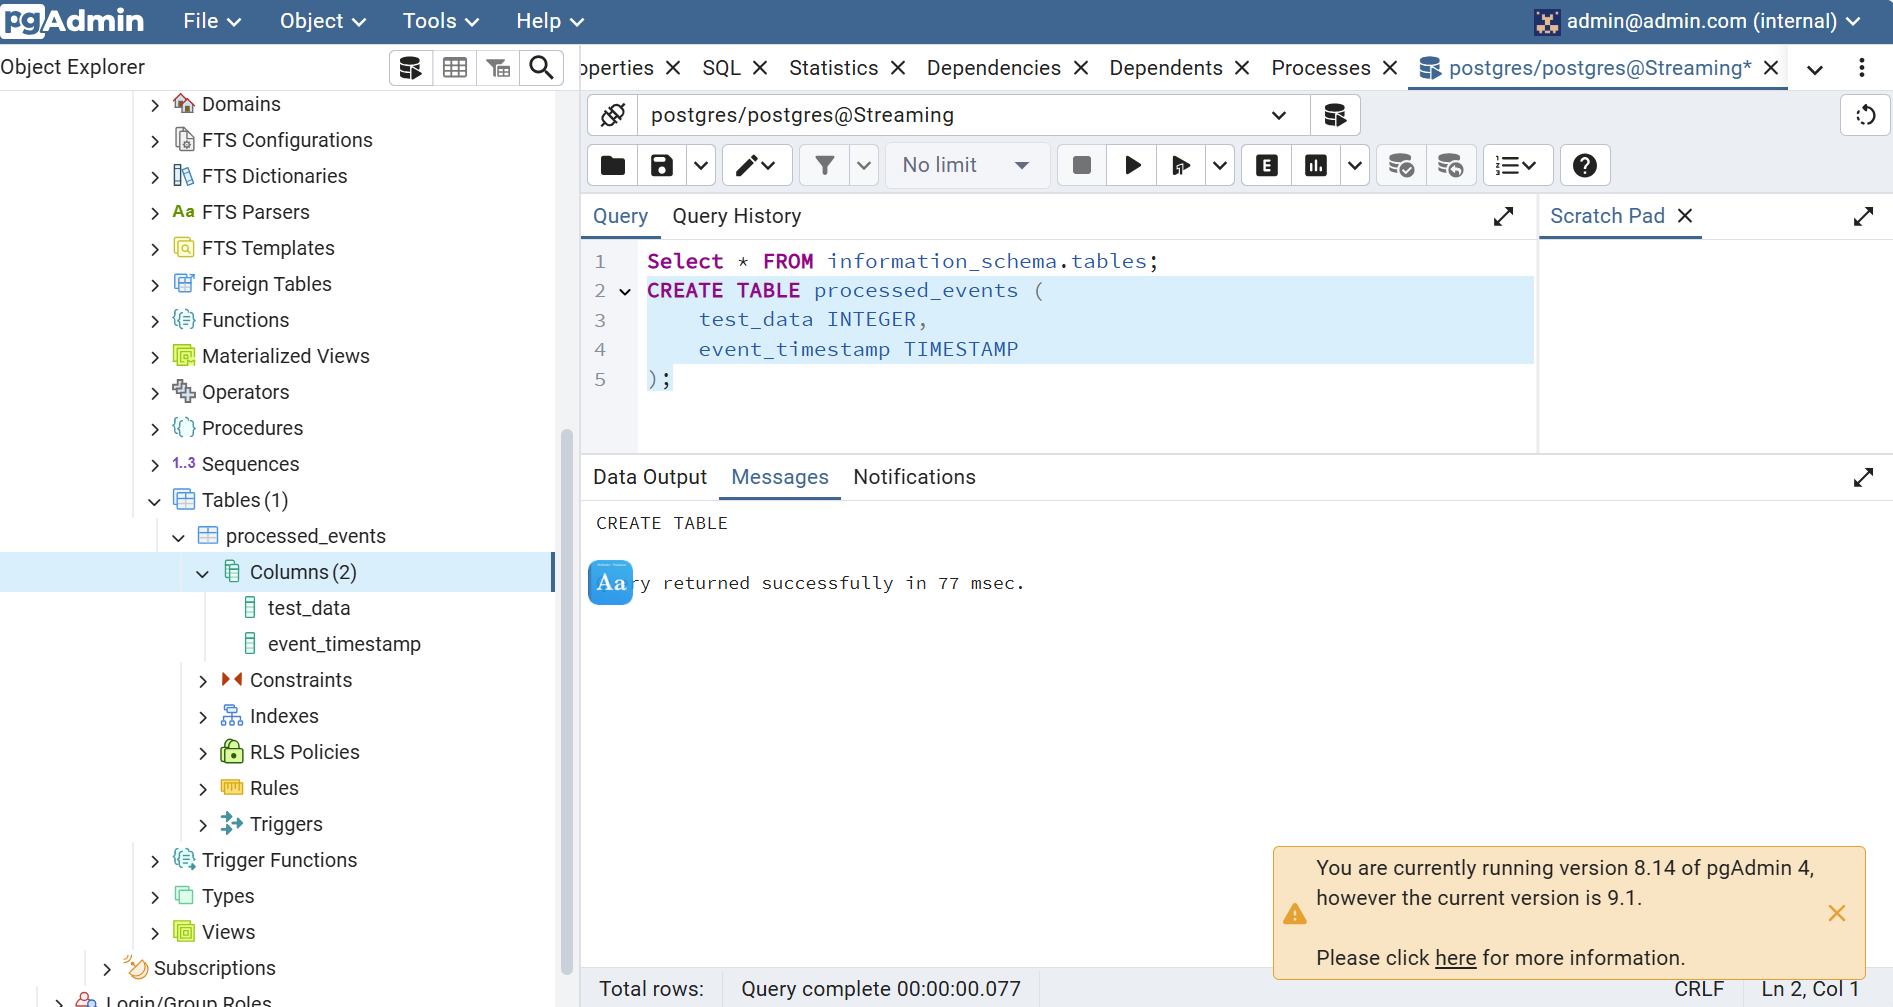 pgAdmin File Object Tools Help admin@admin.com (internal)
Object Explorer
operties SQL Statistics Dependencies Dependents Processes postgres/postgres@Streaming*
Domains
FTS Configurations
FTS Dictionaries
Aa FTS Parsers
FTS Templates
Foreign Tables
Functions
Materialized Views
Operators
Procedures
1..3 Sequences
Tables (1)
processed_events
Columns (2)
test_data
event_timestamp
Constraints
Indexes
RLS Policies
Rules
Triggers
Trigger Functions
Types
Views
Subscriptions
Login/Group Roles
postgres/postgres@Streaming
No limit
E
Query Query History
Scratch Pad
1 Select * FROM information_schema.tables;
2 CREATE TABLE processed_events (
3 test_data INTEGER,
4 event_timestamp TIMESTAMP
5 );
Data Output Messages Notifications
CREATE TABLE
Aa ry returned successfully in 77 msec.
You are currently running version 8.14 of pgAdmin 4,
however the current version is 9.1.
Please click here for more information.
Total rows: Query complete 00:00:00.077 CRLF Ln 2, Col 1